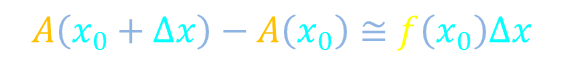 A(x₀ + Δx) − A(x₀) ≅ f(x₀)Δx